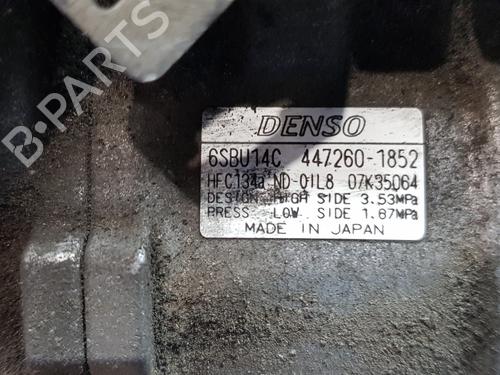 DENSO
6SBU14C 447260-1852
HFC134a ND-OIL8 07K35064
DESIGN HIGH SIDE 3.53MPa
PRESS. LOW SIDE 1.67MPa
MADE IN JAPAN
B-PARTS